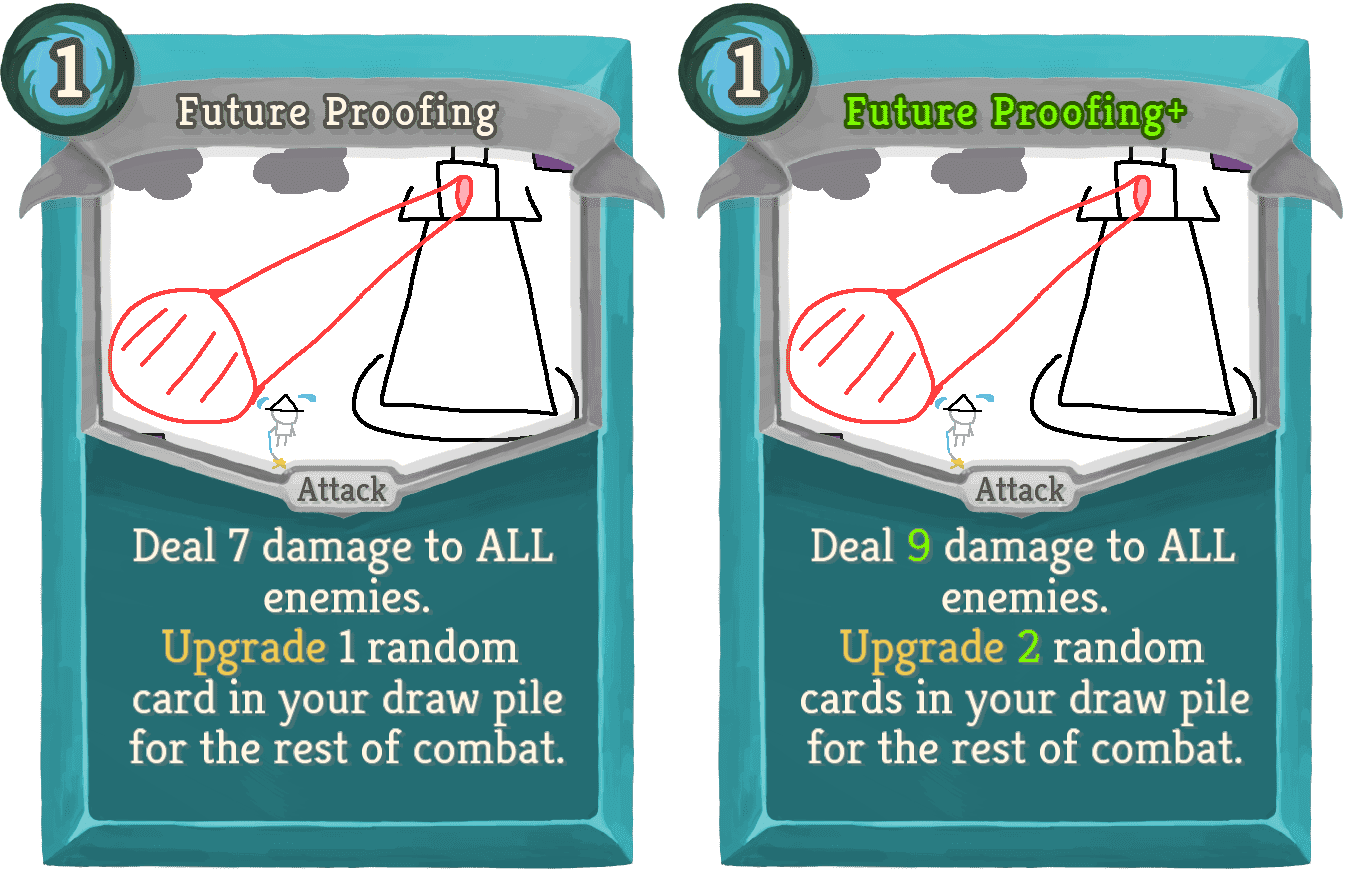 1
Future Proofing
Attack
Deal 7 damage to ALL
enemies.
Upgrade 1 random
card in your draw pile
for the rest of combat.
1
Future Proofing+
Attack
Deal 9 damage to ALL
enemies.
Upgrade 2 random
cards in your draw pile
for the rest of combat.